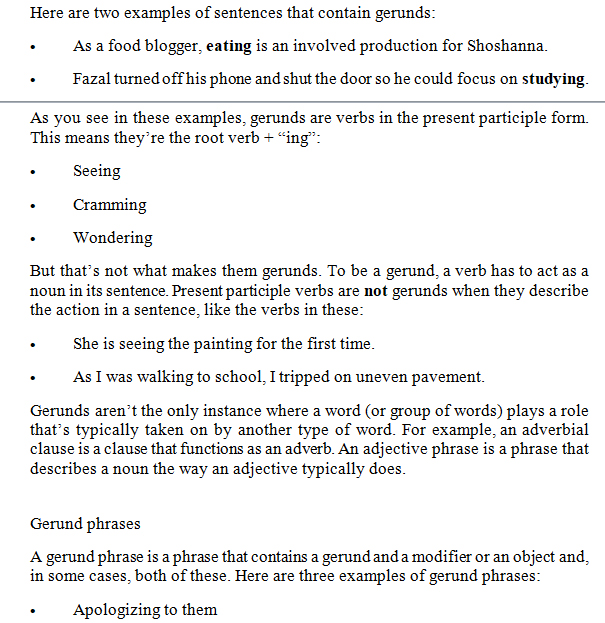 Here are two examples of sentences that contain gerunds:
• As a food blogger, eating is an involved production for Shoshanna.
• Fazal turned off his phone and shut the door so he could focus on studying.
As you see in these examples, gerunds are verbs in the present participle form.
This means they’re the root verb + “ing”:
• Seeing
• Cramming
• Wondering
But that’s not what makes them gerunds. To be a gerund, a verb has to act as a
noun in its sentence. Present participle verbs are not gerunds when they describe
the action in a sentence, like the verbs in these:
• She is seeing the painting for the first time.
• As I was walking to school, I tripped on uneven pavement.
Gerunds aren’t the only instance where a word (or group of words) plays a role
that’s typically taken on by another type of word. For example, an adverbial
clause is a clause that functions as an adverb. An adjective phrase is a phrase that
describes a noun the way an adjective typically does.
Gerund phrases
A gerund phrase is a phrase that contains a gerund and a modifier or an object and,
in some cases, both of these. Here are three examples of gerund phrases:
• Apologizing to them